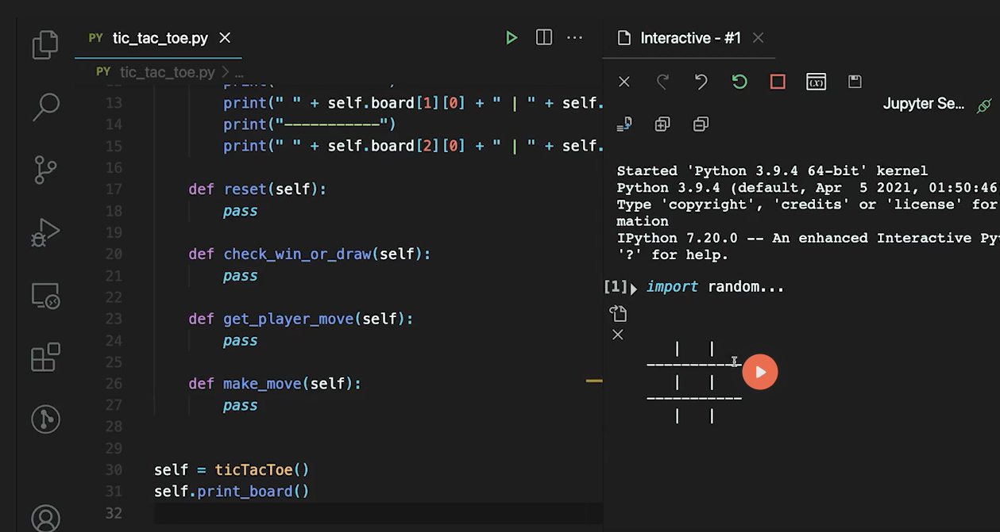 PY tic_tac_toe.py
PY tic_tac_toe.py > ...
13 print(" " + self.board[1][0] + " | " + self.
14 print("-----------")
15 print(" " + self.board[2][0] + " | " + self.
16
17 def reset(self):
18 pass
19
20 def check_win_or_draw(self):
21 pass
22
23 def get_player_move(self):
24 pass
25
26 def make_move(self):
27 pass
28
29
30 self = ticTacToe()
31 self.print_board()
32
Interactive - #1
Jupyter Se...
Started 'Python 3.9.4 64-bit' kernel
Python 3.9.4 (default, Apr  5 2021, 01:50:46
Type 'copyright', 'credits' or 'license' for
mation
IPython 7.20.0 -- An enhanced Interactive Py
'?' for help.
[1] import random...
   |   |
-----------
   |   |
-----------
   |   |